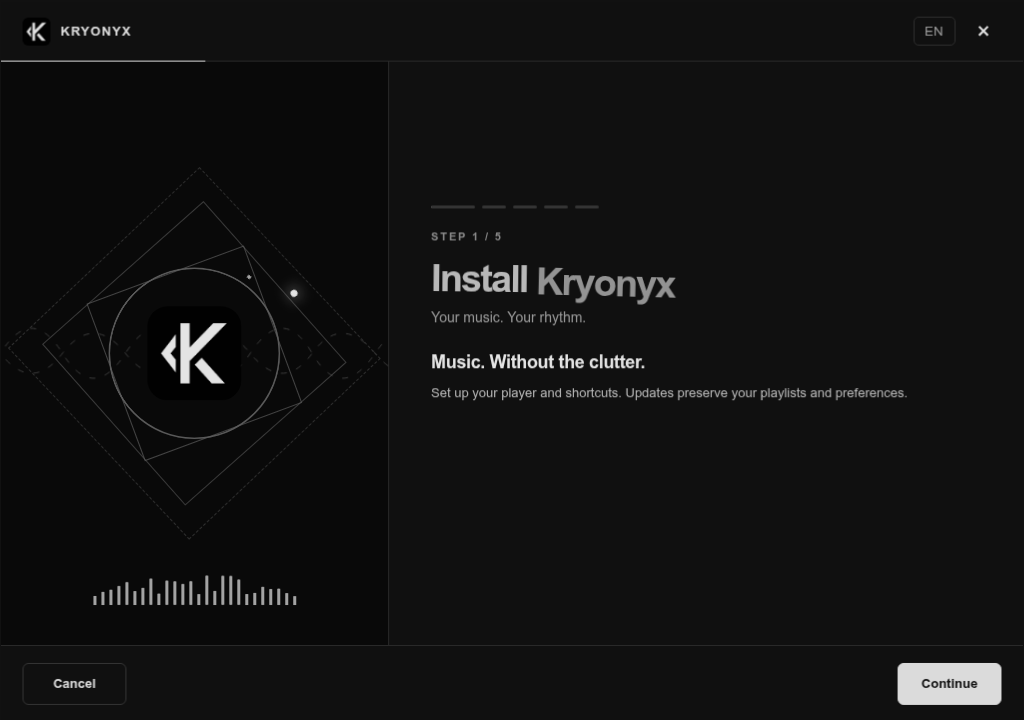 KRYONYX
EN
STEP 1 / 5
Install Kryonyx
Your music. Your rhythm.
Music. Without the clutter.
Set up your player and shortcuts. Updates preserve your playlists and preferences.
Cancel
Continue